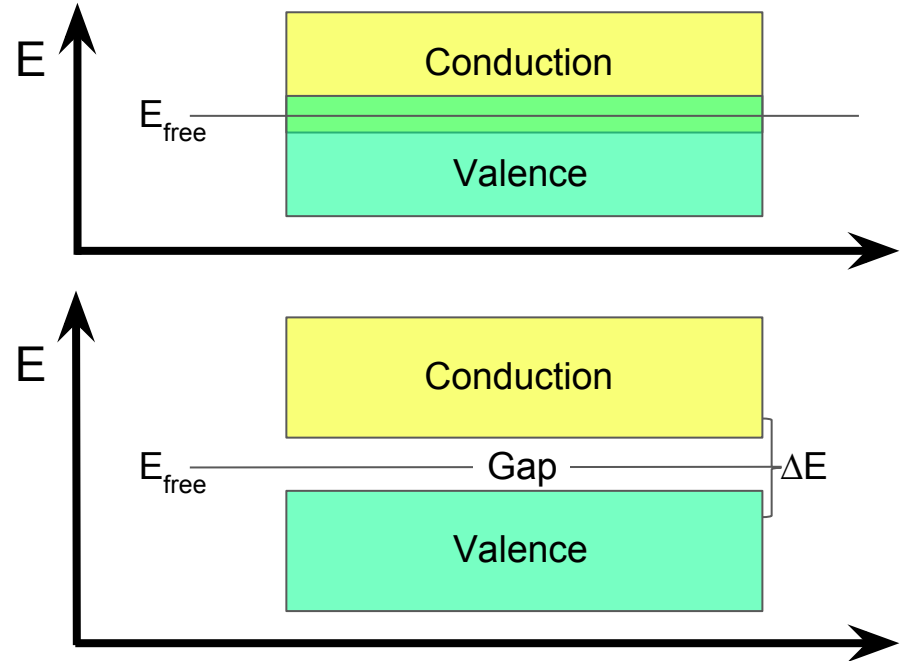 E
Conduction
E_free
Valence
E
Conduction
E_free
Gap
ΔE
Valence